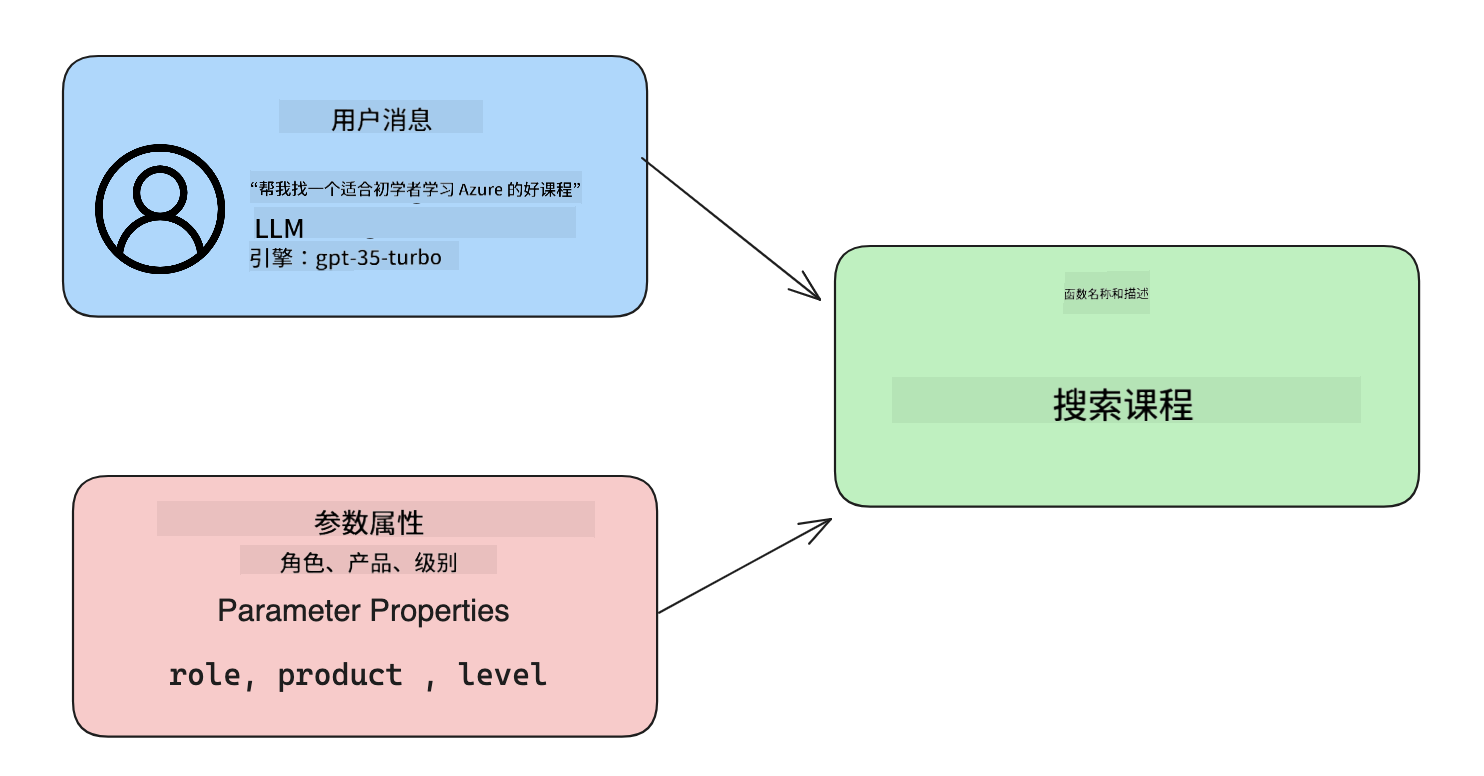 用户消息
“帮我找一个适合初学者学习 Azure 的好课程”
LLM
引擎：gpt-35-turbo
函数名称和描述
搜索课程
参数属性
角色、产品、级别
Parameter Properties
role, product , level